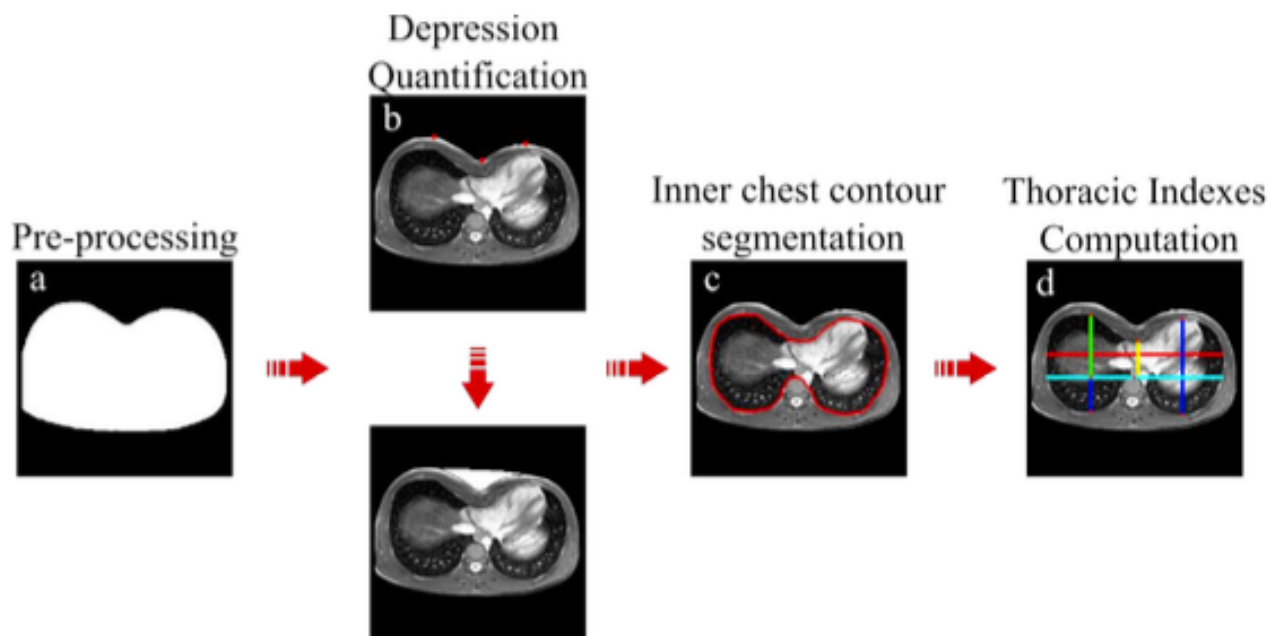 Pre-processing
a
Depression
Quantification
b
Inner chest contour
segmentation
c
Thoracic Indexes
Computation
d